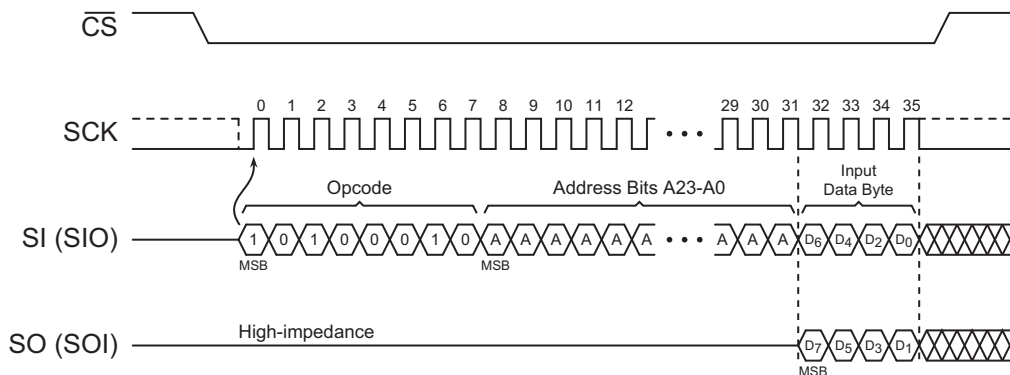 CS
0 1 2 3 4 5 6 7 8 9 10 11 12 29 30 31 32 33 34 35
SCK
Opcode Address Bits A23-A0 Input Data Byte
SI (SIO) 1 0 1 0 0 0 1 0 A A A A A A • • • A A A D6 D4 D2 D0
MSB MSB
High-impedance
SO (SOI) D7 D5 D3 D1
MSB